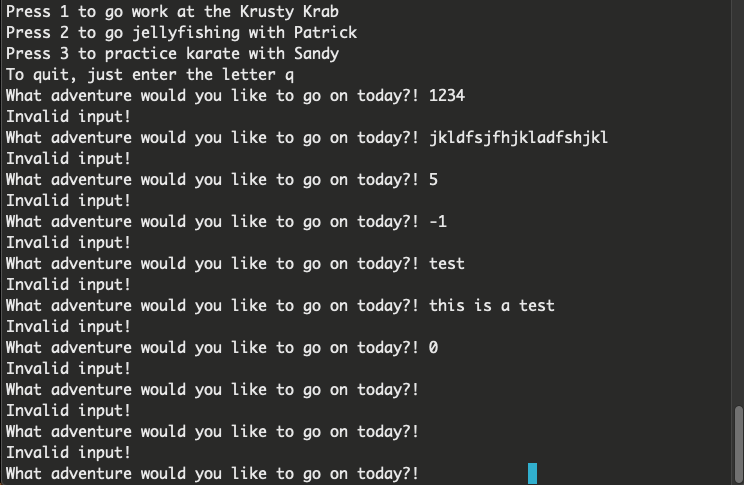 Press 1 to go work at the Krusty Krab
Press 2 to go jellyfishing with Patrick
Press 3 to practice karate with Sandy
To quit, just enter the letter q
What adventure would you like to go on today?! 1234
Invalid input!
What adventure would you like to go on today?! jkldfsjfhjkladfshjkl
Invalid input!
What adventure would you like to go on today?! 5
Invalid input!
What adventure would you like to go on today?! -1
Invalid input!
What adventure would you like to go on today?! test
Invalid input!
What adventure would you like to go on today?! this is a test
Invalid input!
What adventure would you like to go on today?! 0
Invalid input!
What adventure would you like to go on today?!
Invalid input!
What adventure would you like to go on today?!
Invalid input!
What adventure would you like to go on today?!